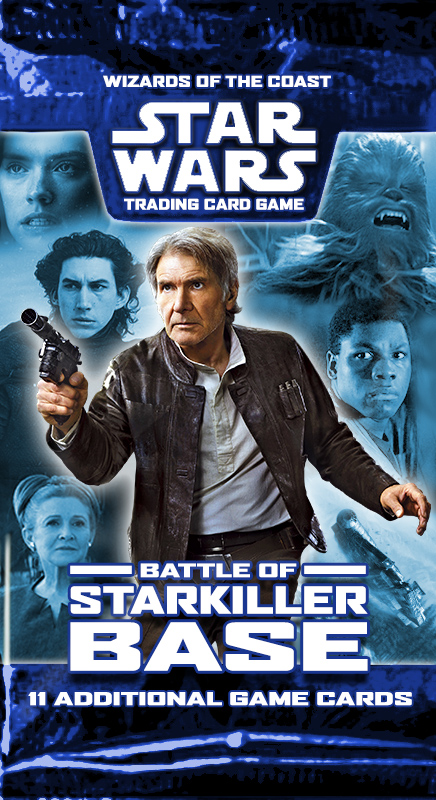 WIZARDS OF THE COAST
STAR
WARS
TRADING CARD GAME
BATTLE OF
STARKILLER
BASE
11 ADDITIONAL GAME CARDS